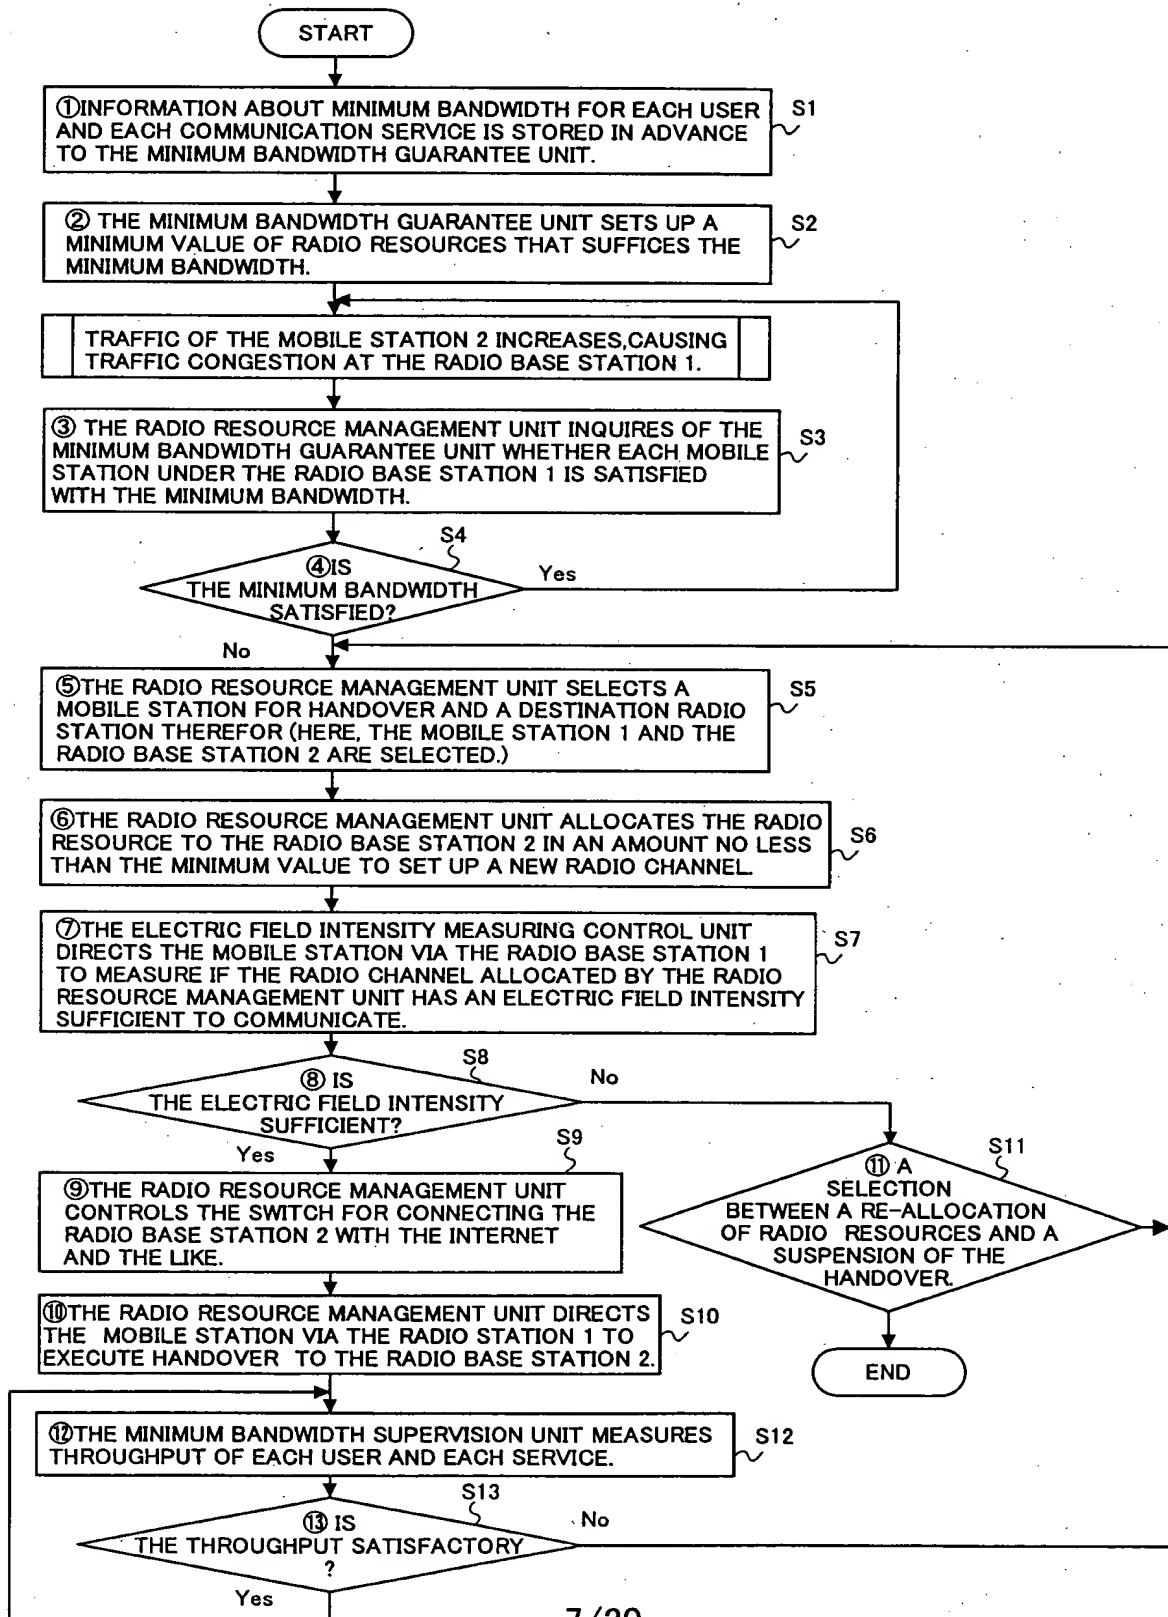 START
①INFORMATION ABOUT MINIMUM BANDWIDTH FOR EACH USER
AND EACH COMMUNICATION SERVICE IS STORED IN ADVANCE
TO THE MINIMUM BANDWIDTH GUARANTEE UNIT.
S1
② THE MINIMUM BANDWIDTH GUARANTEE UNIT SETS UP A
MINIMUM VALUE OF RADIO RESOURCES THAT SUFFICES THE
MINIMUM BANDWIDTH.
S2
TRAFFIC OF THE MOBILE STATION 2 INCREASES,CAUSING
TRAFFIC CONGESTION AT THE RADIO BASE STATION 1.
③ THE RADIO RESOURCE MANAGEMENT UNIT INQUIRES OF THE
MINIMUM BANDWIDTH GUARANTEE UNIT WHETHER EACH MOBILE
STATION UNDER THE RADIO BASE STATION 1 IS SATISFIED
WITH THE MINIMUM BANDWIDTH.
S3
S4
④IS
THE MINIMUM BANDWIDTH
SATISFIED?
Yes
No
⑤THE RADIO RESOURCE MANAGEMENT UNIT SELECTS A
MOBILE STATION FOR HANDOVER AND A DESTINATION RADIO
STATION THEREFOR (HERE, THE MOBILE STATION 1 AND THE
RADIO BASE STATION 2 ARE SELECTED.)
S5
⑥THE RADIO RESOURCE MANAGEMENT UNIT ALLOCATES THE RADIO
RESOURCE TO THE RADIO BASE STATION 2 IN AN AMOUNT NO LESS
THAN THE MINIMUM VALUE TO SET UP A NEW RADIO CHANNEL.
S6
⑦THE ELECTRIC FIELD INTENSITY MEASURING CONTROL UNIT
DIRECTS THE MOBILE STATION VIA THE RADIO BASE STATION 1
TO MEASURE IF THE RADIO CHANNEL ALLOCATED BY THE RADIO
RESOURCE MANAGEMENT UNIT HAS AN ELECTRIC FIELD INTENSITY
SUFFICIENT TO COMMUNICATE.
S7
S8
⑧ IS
THE ELECTRIC FIELD INTENSITY
SUFFICIENT?
No
Yes
S9
⑨THE RADIO RESOURCE MANAGEMENT UNIT
CONTROLS THE SWITCH FOR CONNECTING THE
RADIO BASE STATION 2 WITH THE INTERNET
AND THE LIKE.
S11
⑪ A
SELECTION
BETWEEN A RE-ALLOCATION
OF RADIO RESOURCES AND A
SUSPENSION OF THE
HANDOVER.
⑩THE RADIO RESOURCE MANAGEMENT UNIT DIRECTS
THE MOBILE STATION VIA THE RADIO STATION 1 TO
EXECUTE HANDOVER TO THE RADIO BASE STATION 2.
S10
END
⑫THE MINIMUM BANDWIDTH SUPERVISION UNIT MEASURES
THROUGHPUT OF EACH USER AND EACH SERVICE.
S12
S13
⑬ IS
THE THROUGHPUT SATISFACTORY
?
No
Yes